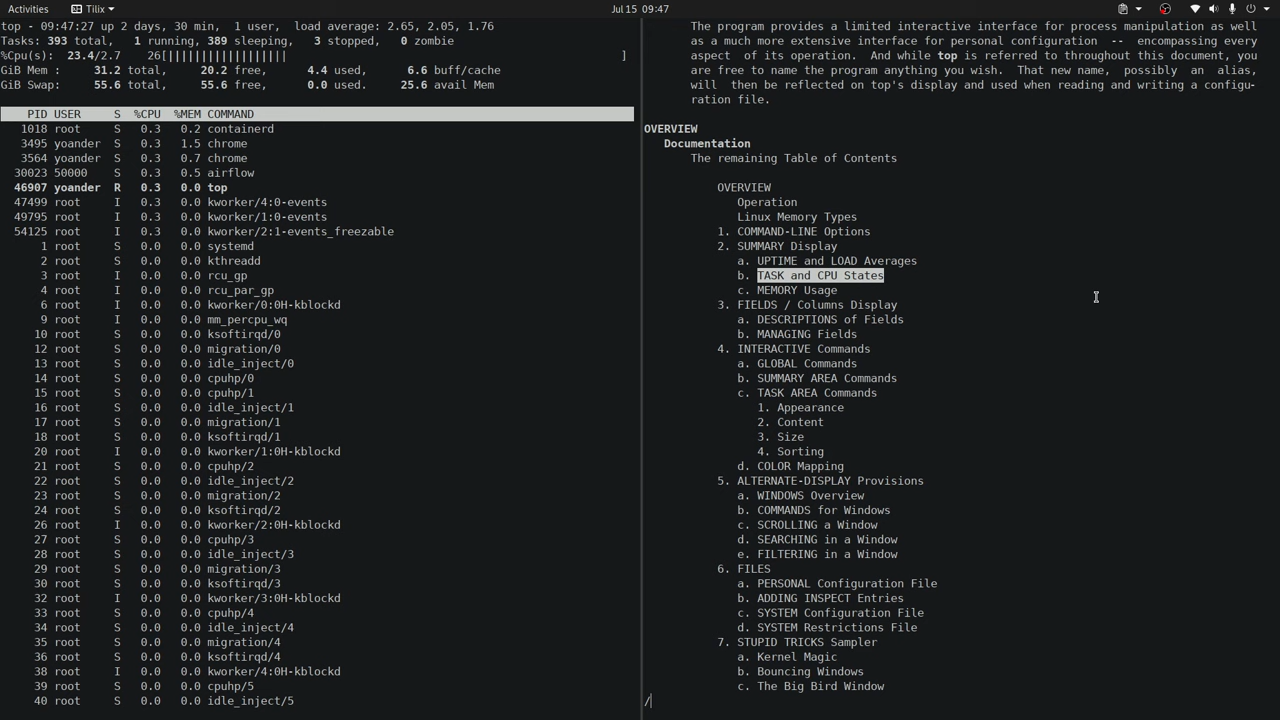 Activities
Tilix
Jul 15 09:47
top - 09:47:27 up 2 days, 30 min, 1 user, load average: 2.65, 2.05, 1.76
Tasks: 393 total, 1 running, 389 sleeping, 3 stopped, 0 zombie
%Cpu(s): 23.4/2.7 26[|||||||||||||||||| ]
GiB Mem : 31.2 total, 20.2 free, 4.4 used, 6.6 buff/cache
GiB Swap: 55.6 total, 55.6 free, 0.0 used. 25.6 avail Mem
PID USER S %CPU %MEM COMMAND
1018 root S 0.3 0.2 containerd
3495 yoander S 0.3 1.5 chrome
3564 yoander S 0.3 0.7 chrome
30023 50000 S 0.3 0.5 airflow
46907 yoander R 0.3 0.0 top
47499 root I 0.3 0.0 kworker/4:0-events
49795 root I 0.3 0.0 kworker/1:0-events
54125 root I 0.3 0.0 kworker/2:1-events_freezable
1 root S 0.0 0.0 systemd
2 root S 0.0 0.0 kthreadd
3 root I 0.0 0.0 rcu_gp
4 root I 0.0 0.0 rcu_par_gp
6 root I 0.0 0.0 kworker/0:0H-kblockd
9 root I 0.0 0.0 mm_percpu_wq
10 root S 0.0 0.0 ksoftirqd/0
12 root S 0.0 0.0 migration/0
13 root S 0.0 0.0 idle_inject/0
14 root S 0.0 0.0 cpuhp/0
15 root S 0.0 0.0 cpuhp/1
16 root S 0.0 0.0 idle_inject/1
17 root S 0.0 0.0 migration/1
18 root S 0.0 0.0 ksoftirqd/1
20 root I 0.0 0.0 kworker/1:0H-kblockd
21 root S 0.0 0.0 cpuhp/2
22 root S 0.0 0.0 idle_inject/2
23 root S 0.0 0.0 migration/2
24 root S 0.0 0.0 ksoftirqd/2
26 root I 0.0 0.0 kworker/2:0H-kblockd
27 root S 0.0 0.0 cpuhp/3
28 root S 0.0 0.0 idle_inject/3
29 root S 0.0 0.0 migration/3
30 root S 0.0 0.0 ksoftirqd/3
32 root I 0.0 0.0 kworker/3:0H-kblockd
33 root S 0.0 0.0 cpuhp/4
34 root S 0.0 0.0 idle_inject/4
35 root S 0.0 0.0 migration/4
36 root S 0.0 0.0 ksoftirqd/4
38 root I 0.0 0.0 kworker/4:0H-kblockd
39 root S 0.0 0.0 cpuhp/5
40 root S 0.0 0.0 idle_inject/5
The program provides a limited interactive interface for process manipulation as well
as a much more extensive interface for personal configuration -- encompassing every
aspect of its operation. And while top is referred to throughout this document, you
are free to name the program anything you wish. That new name, possibly an alias,
will then be reflected on top's display and used when reading and writing a configu-
ration file.
OVERVIEW
Documentation
The remaining Table of Contents
OVERVIEW
Operation
Linux Memory Types
1. COMMAND-LINE Options
2. SUMMARY Display
a. UPTIME and LOAD Averages
b. TASK and CPU States
c. MEMORY Usage
3. FIELDS / Columns Display
a. DESCRIPTIONS of Fields
b. MANAGING Fields
4. INTERACTIVE Commands
a. GLOBAL Commands
b. SUMMARY AREA Commands
c. TASK AREA Commands
1. Appearance
2. Content
3. Size
4. Sorting
d. COLOR Mapping
5. ALTERNATE-DISPLAY Provisions
a. WINDOWS Overview
b. COMMANDS for Windows
c. SCROLLING a Window
d. SEARCHING in a Window
e. FILTERING in a Window
6. FILES
a. PERSONAL Configuration File
b. ADDING INSPECT Entries
c. SYSTEM Configuration File
d. SYSTEM Restrictions File
7. STUPID TRICKS Sampler
a. Kernel Magic
b. Bouncing Windows
c. The Big Bird Window
/